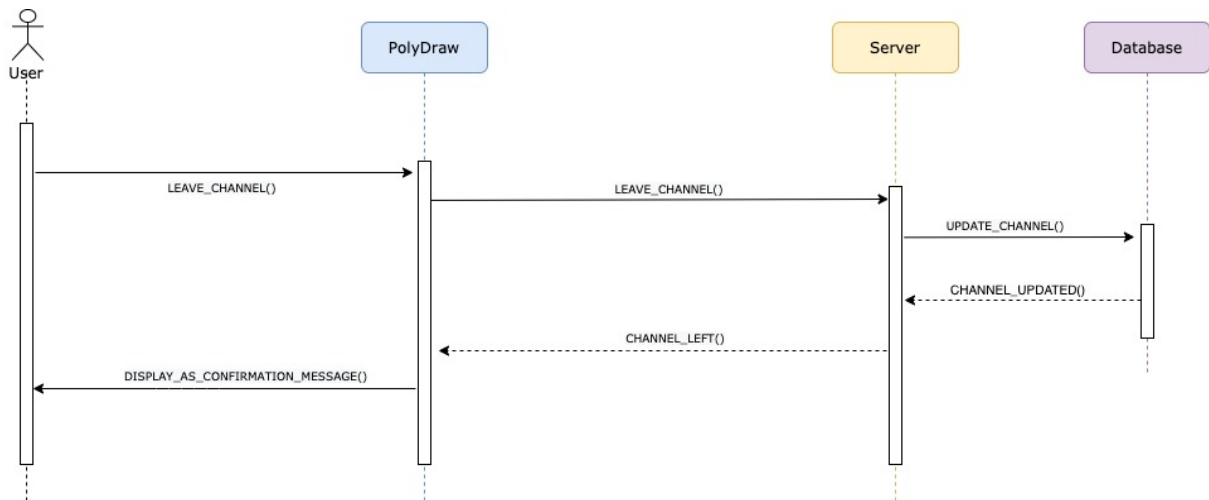 User
PolyDraw
Server
Database
LEAVE_CHANNEL()
LEAVE_CHANNEL()
UPDATE_CHANNEL()
CHANNEL_UPDATED()
CHANNEL_LEFT()
DISPLAY_AS_CONFIRMATION_MESSAGE()